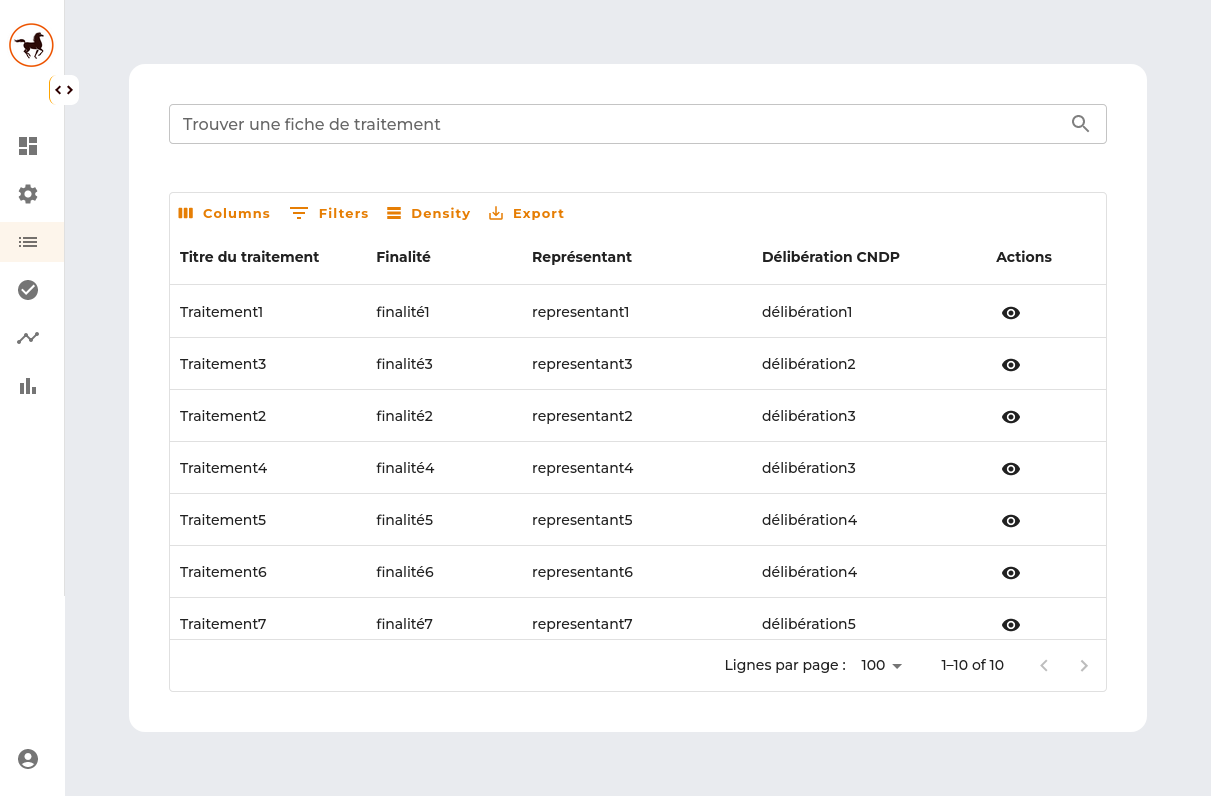 Trouver une fiche de traitement
Columns Filters Density Export
Titre du traitement Finalité Représentant Délibération CNDP Actions
Traitement1 finalité1 representant1 délibération1
Traitement3 finalité3 representant3 délibération2
Traitement2 finalité2 representant2 délibération3
Traitement4 finalité4 representant4 délibération3
Traitement5 finalité5 representant5 délibération4
Traitement6 finalité6 representant6 délibération4
Traitement7 finalité7 representant7 délibération5
Lignes par page : 100 1–10 of 10